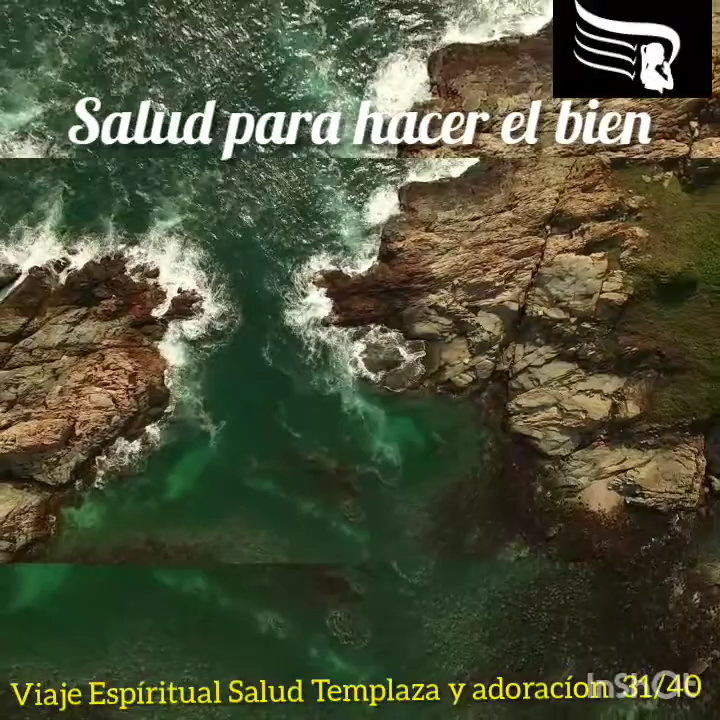 Salud para hacer el bien
Viaje Espíritual Salud Templaza y adoracíon 31/40